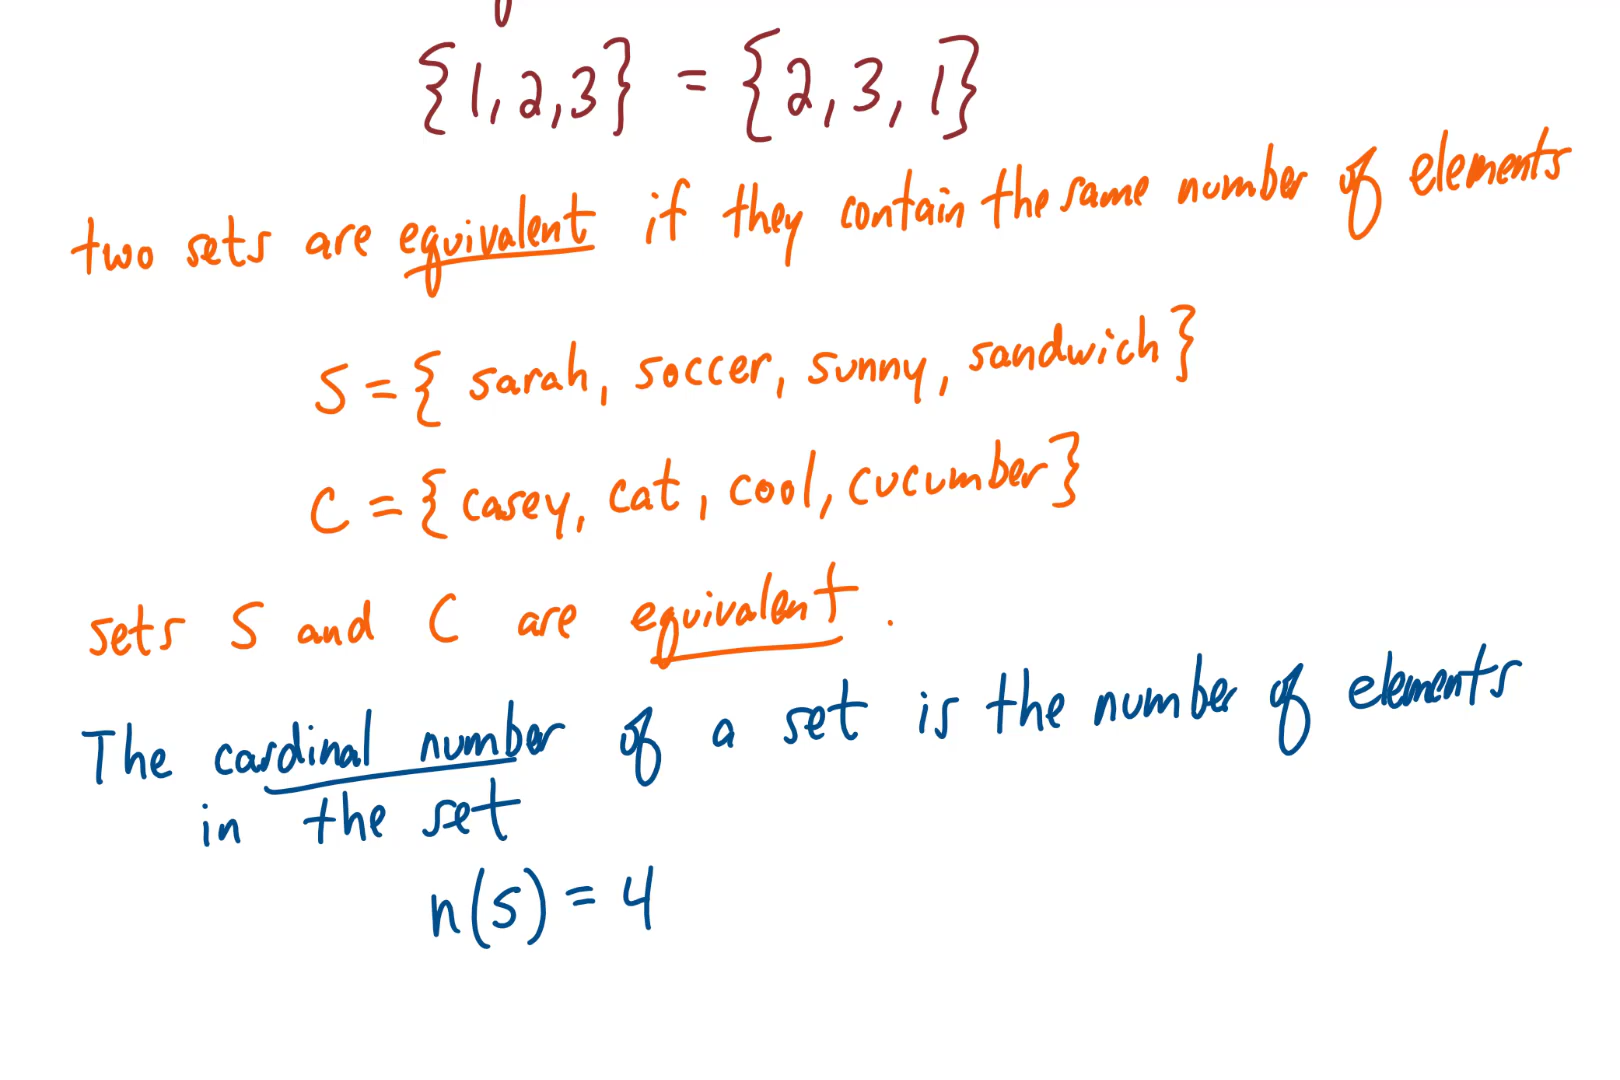 {1,2,3} = {2,3,1}
two sets are equivalent if they contain the same number of elements
S = { sarah, soccer, sunny, sandwich }
C = { casey, cat, cool, cucumber }
sets S and C are equivalent.
The cardinal number of a set is the number of elements
in the set
n(S) = 4